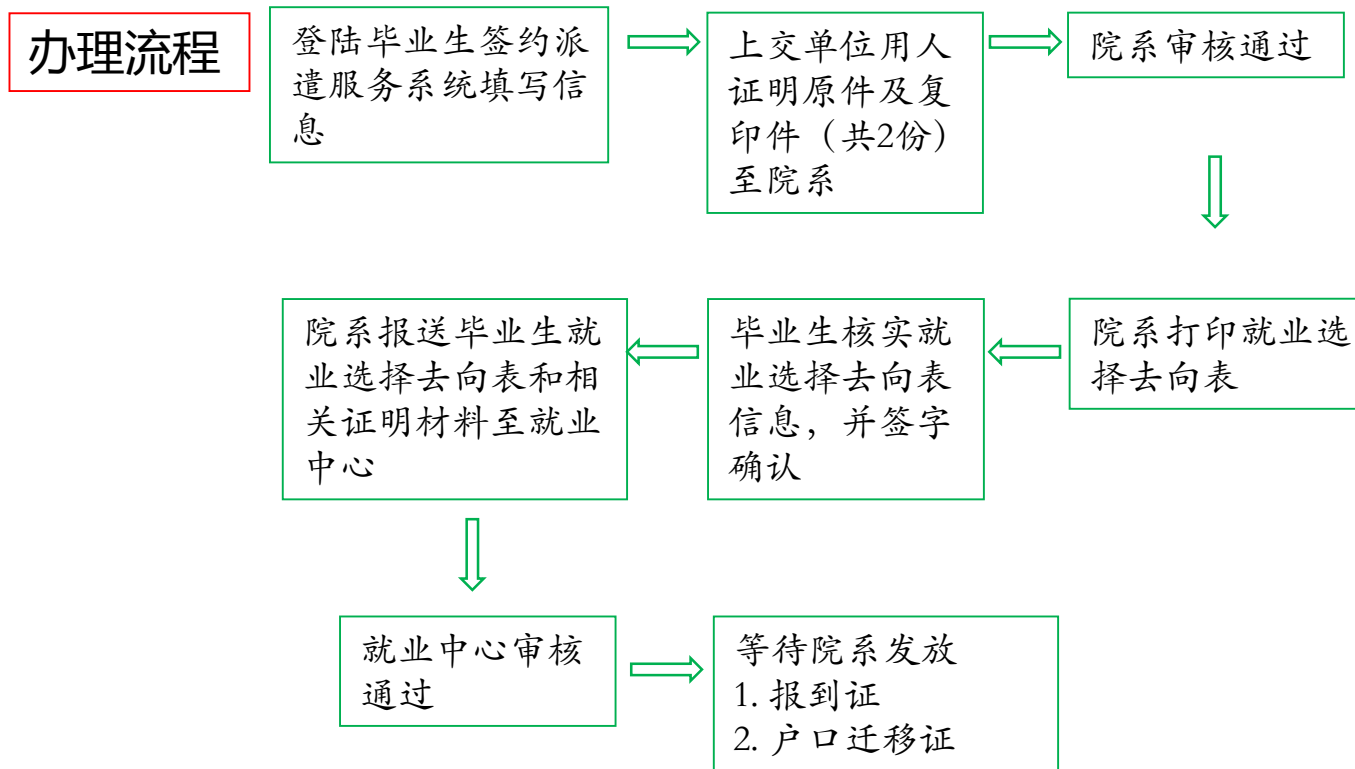 办理流程
登陆毕业生签约派
遣服务系统填写信
息
上交单位用人
证明原件及复
印件（共2份）
至院系
院系审核通过
院系打印就业选
择去向表
毕业生核实就
业选择去向表
信息，并签字
确认
院系报送毕业生就
业选择去向表和相
关证明材料至就业
中心
就业中心审核
通过
等待院系发放
1. 报到证
2. 户口迁移证